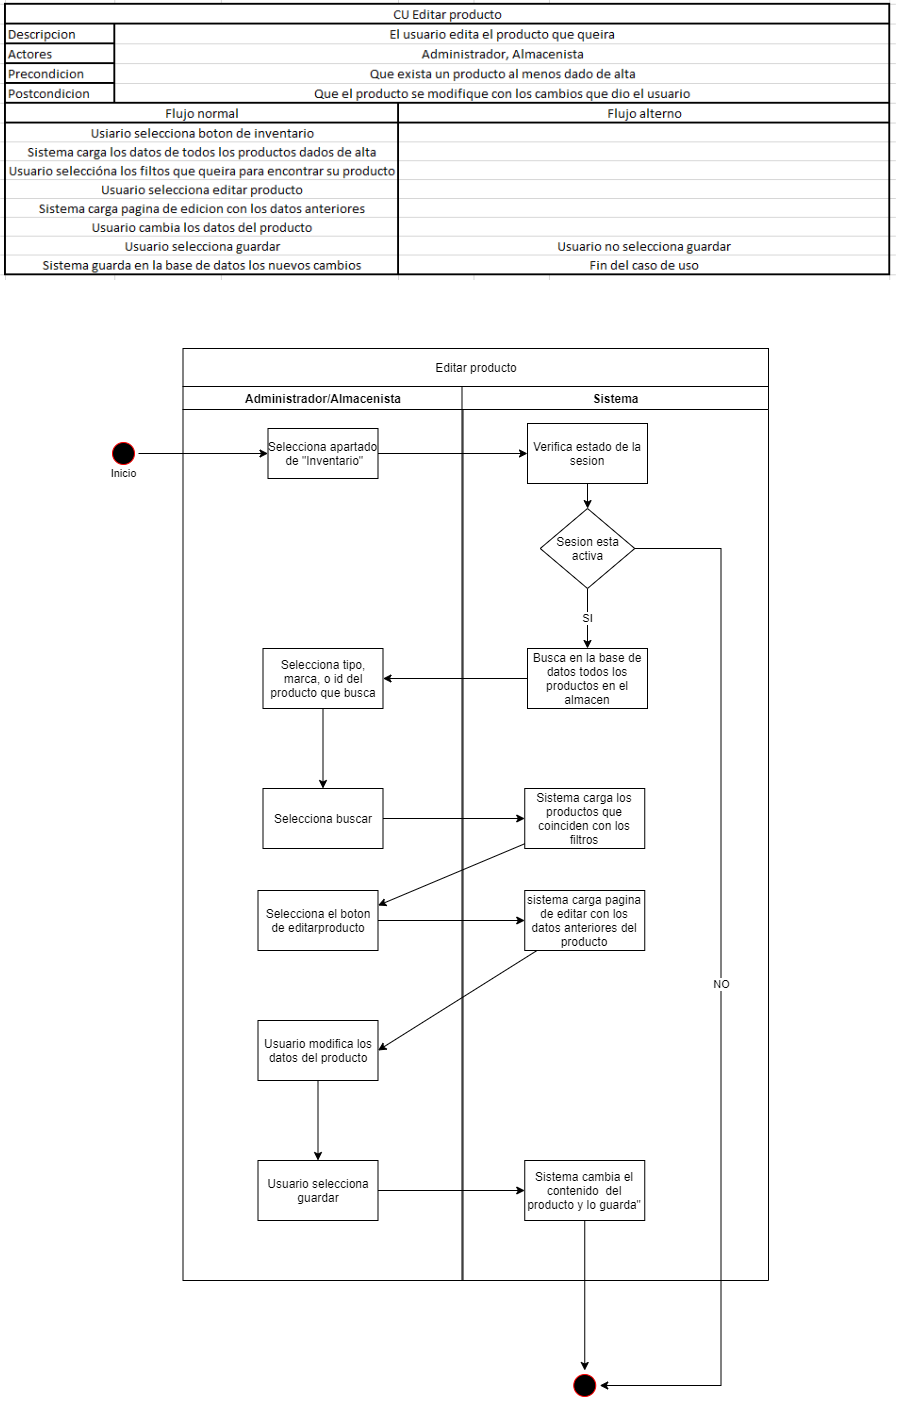 CU Editar producto
Descripcion
El usuario edita el producto que queira
Actores
Administrador, Almacenista
Precondicion
Que exista un producto al menos dado de alta
Postcondicion
Que el producto se modifique con los cambios que dio el usuario
Flujo normal
Flujo alterno
Usiario selecciona boton de inventario
Sistema carga los datos de todos los productos dados de alta
Usuario seleccióna los filtos que queira para encontrar su producto
Usuario selecciona editar producto
Sistema carga pagina de edicion con los datos anteriores
Usuario cambia los datos del producto
Usuario selecciona guardar
Usuario no selecciona guardar
Sistema guarda en la base de datos los nuevos cambios
Fin del caso de uso
Editar producto
Administrador/Almacenista
Sistema
Inicio
Selecciona apartado
de "Inventario"
Verifica estado de la
sesion
Sesion esta
activa
SI
Selecciona tipo,
marca, o id del
producto que busca
Busca en la base de
datos todos los
productos en el
almacen
Selecciona buscar
Sistema carga los
productos que
coinciden con los
filtros
Selecciona el boton
de editarproducto
sistema carga pagina
de editar con los
datos anteriores del
producto
NO
Usuario modifica los
datos del producto
Usuario selecciona
guardar
Sistema cambia el
contenido  del
producto y lo guarda"